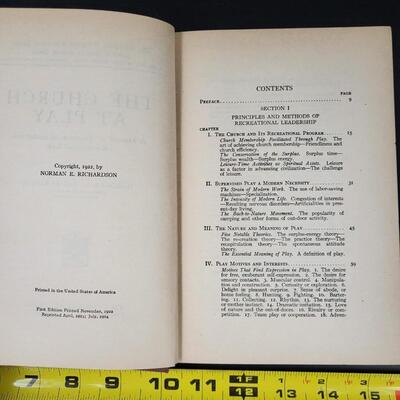 Copyright, 1922, by
NORMAN E. RICHARDSON
Printed in the United States of America
First Edition Printed November, 1922
THE CHURCH
AT PLAY
CONTENTS
PAGE
PREFACE 9
SECTION I
PRINCIPLES AND METHODS OF
RECREATIONAL LEADERSHIP
CHAPTER
I. THE CHURCH AND ITS RECREATIONAL PROGRAM 15
Church Membership Facilitated Through Play. The
art of achieving church membership—Friendliness and
church efficiency.
The Conservation of the Surplus. Surplus time—
Surplus wealth—Surplus energy.
Leisure-Time Activities as Spiritual Assets. Leisure
as a factor in advancing civilization—The challenge
of leisure.
II. SUPERVISED PLAY A MODERN NECESSITY 31
The Strain of Modern Work. The use of labor-saving
machines—Specialization.
The Intensity of Modern Life. Congestion of interests
—Resulting nervous disorders—Artificialities in pres-
ent-day living.
The Back-to-Nature Movement. The popularity of
camping and other forms of out-door activity.
III. THE NATURE AND MEANING OF PLAY 45
Five Notable Theories. The surplus-energy theory—
The re-creation theory—The practice theory—The
recapitulation theory—The spontaneous attitude
theory.
The Essential Meaning of Play. A definition of play.
IV. PLAY MOTIVES AND INTERESTS 59
Motives That Find Expression in Play. 1. The desire
for free, exuberant self-expression. 2. The desire for
sensory contacts. 3. Muscular control. 4. Manipula-
tion and construction. 5. Curiosity or exploration. 6.
Delight in pleasant surprise. 7. Sense of abode, or
home feeling. 8. Hunting. 9. Fighting. 10. Barter-
ing. 11. Collecting. 12. Rhythm. 13. The nurturing
or mother instinct. 14. Dramatic imitation. 15. Love
of nature and the out-of-doors. 16. Rivalry or com-
petition. 17. Team play or cooperation. 18. Adven-
7 8 9 10 11 1F 13 14 15